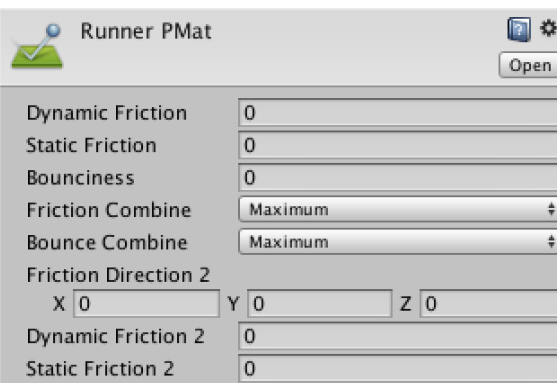 Runner PMat
?
Open
Dynamic Friction 0
Static Friction 0
Bounciness 0
Friction Combine Maximum
Bounce Combine Maximum
Friction Direction 2
X 0 Y 0 Z 0
Dynamic Friction 2 0
Static Friction 2 0